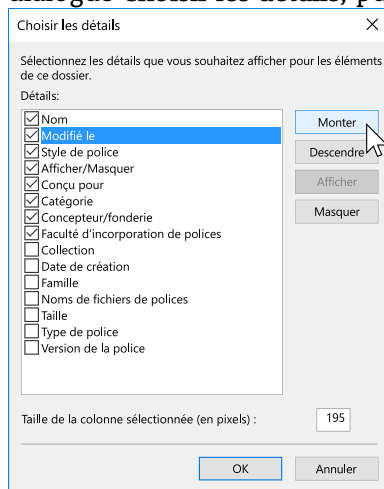 dialogue Choisir les détails, pu
Choisir les détails
Sélectionnez les détails que vous souhaitez afficher pour les éléments
de ce dossier.
Détails:
Nom
Modifié le
Style de police
Afficher/Masquer
Conçu pour
Catégorie
Concepteur/fonderie
Faculté d'incorporation de polices
Collection
Date de création
Famille
Noms de fichiers de polices
Taille
Type de police
Version de la police
Monter
Descendre
Afficher
Masquer
Taille de la colonne sélectionnée (en pixels) :
195
OK
Annuler